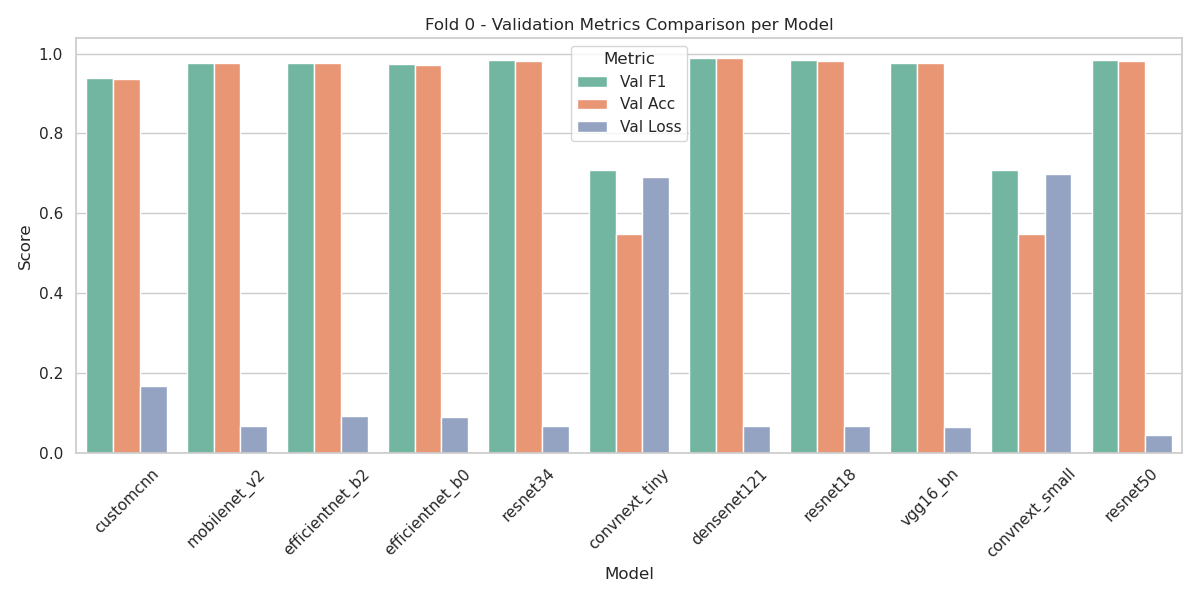 Fold 0 - Validation Metrics Comparison per Model
Metric
Val F1
Val Acc
Val Loss
1.0
0.8
0.6
0.4
0.2
0.0
Score
customcnn
mobilenet_v2
efficientnet_b2
efficientnet_b0
resnet34
convnext_tiny
densenet121
resnet18
vgg16_bn
convnext_small
resnet50
Model